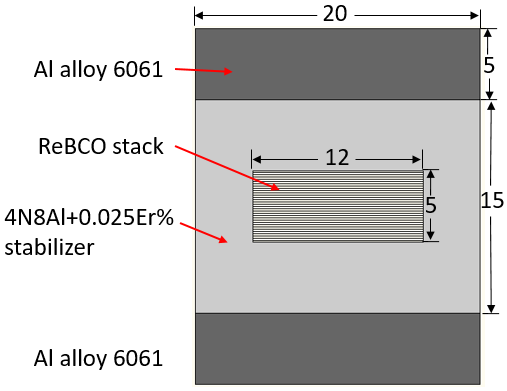 20
Al alloy 6061
5
ReBCO stack
12
5
15
4N8Al+0.025Er%
stabilizer
Al alloy 6061